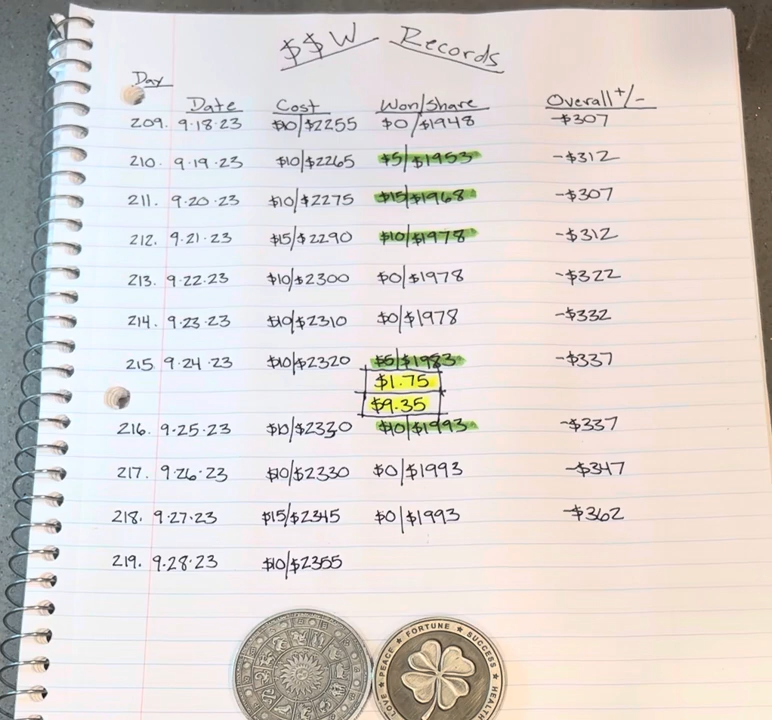 $$W Records
Day Date Cost Won/Share Overall +/-
209. 9.18.23 $10/$2255 $0/$1948 -$307
210. 9.19.23 $10/$2265 $5/$1953 -$312
211. 9.20.23 $10/$2275 $15/$1968 -$307
212. 9.21.23 $15/$2290 $10/$1978 -$312
213. 9.22.23 $10/$2300 $0/$1978 -$322
214. 9.23.23 $10/$2310 $0/$1978 -$332
215. 9.24.23 $10/$2320 $5/$1983 -$337
$1.75
$9.35
216. 9.25.23 $10/$2330 $10/$1993 -$337
217. 9.26.23 $10/$2330 $0/$1993 -$347
218. 9.27.23 $15/$2345 $0/$1993 -$362
219. 9.28.23 $10/$2355
LOVE ★ PEACE ★ FORTUNE ★ SUCCESS ★ HEALTH